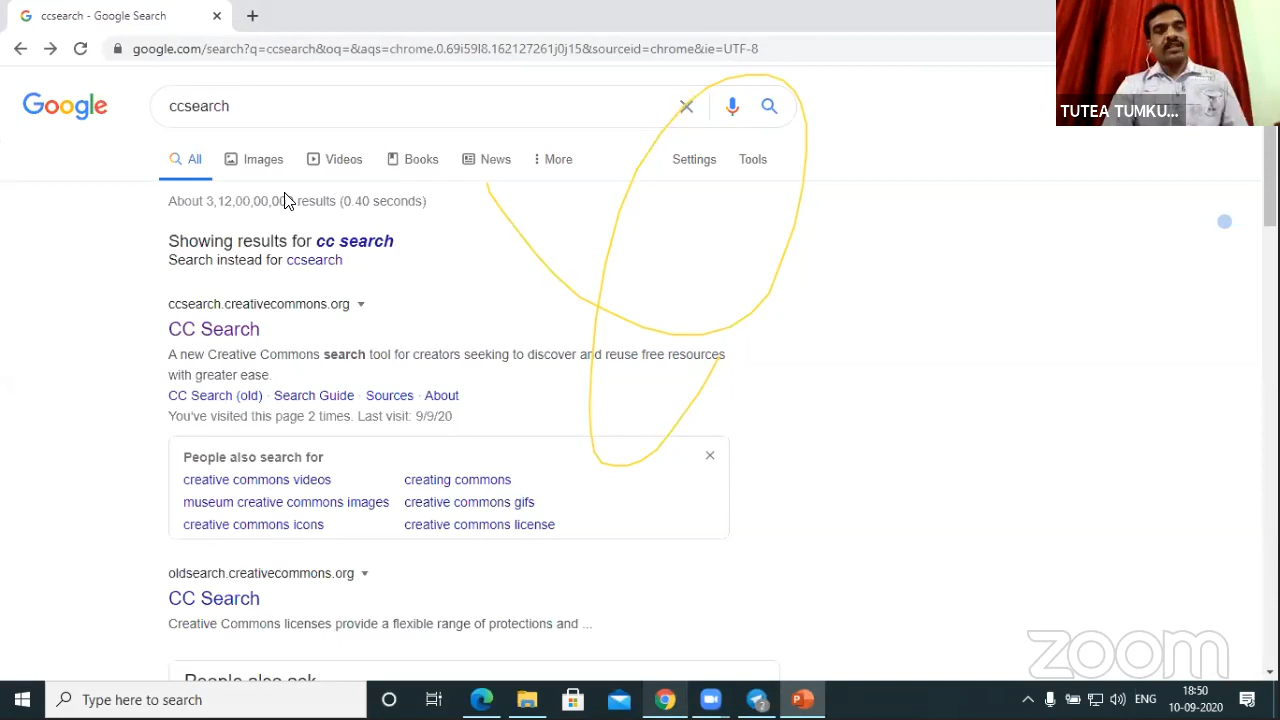 ccsearch - Google Search
google.com/search?q=ccsearch&oq=&aqs=chrome.0.69i59l8.162127261j0j15&sourceid=chrome&ie=UTF-8
TUTEA TUMKU...
Google
ccsearch
All Images Videos Books News More Settings Tools
About 3,12,00,00,00 results (0.40 seconds)
Showing results for cc search
Search instead for ccsearch
ccsearch.creativecommons.org
CC Search
A new Creative Commons search tool for creators seeking to discover and reuse free resources
with greater ease.
CC Search (old) · Search Guide · Sources · About
You've visited this page 2 times. Last visit: 9/9/20
People also search for
creative commons videos creating commons
museum creative commons images creative commons gifs
creative commons icons creative commons license
oldsearch.creativecommons.org
CC Search
Creative Commons licenses provide a flexible range of protections and ...
People also ask
zoom
Type here to search
2
ENG
18:50
10-09-2020